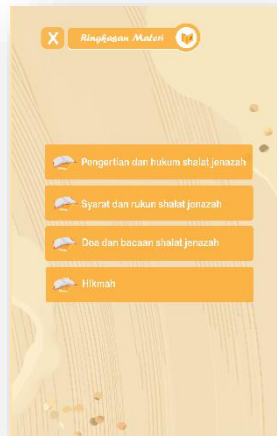 X
Ringkasan Materi
Pengertian dan hukum shalat jenazah
Syarat dan rukun shalat jenazah
Doa dan bacaan shalat jenazah
Hikmah